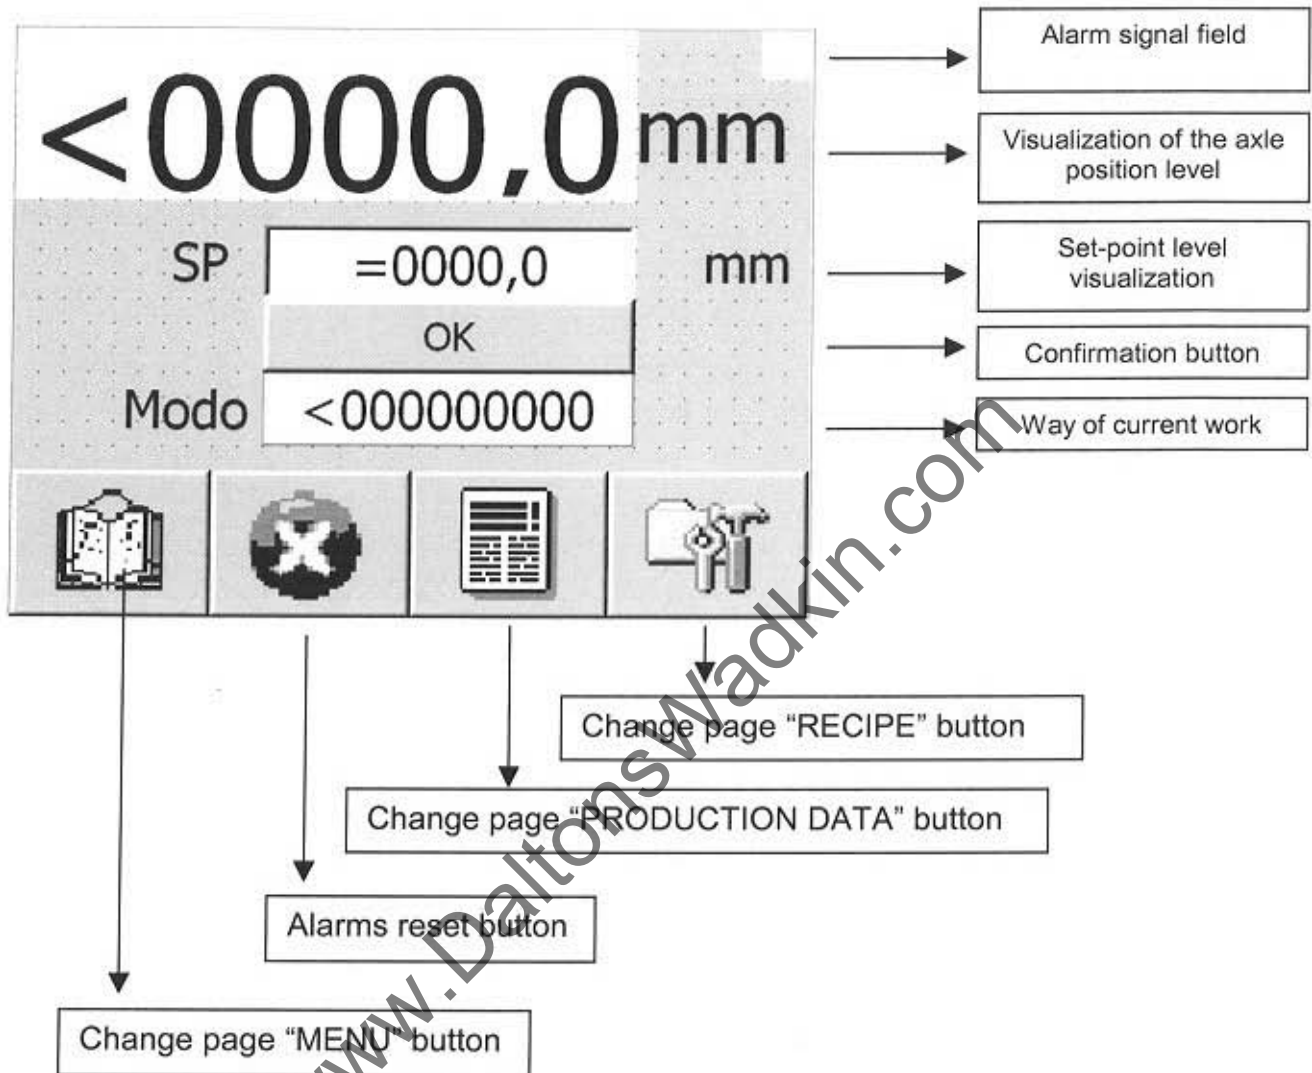 Alarm signal field
<0000,0 mm
Visualization of the axle
position level
SP =0000,0 mm
Set-point level
visualization
OK
Confirmation button
Modo <000000000
Way of current work
Change page “RECIPE” button
Change page “PRODUCTION DATA” button
Alarms reset button
Change page “MENU” button
www.DaltonsWadkin.com